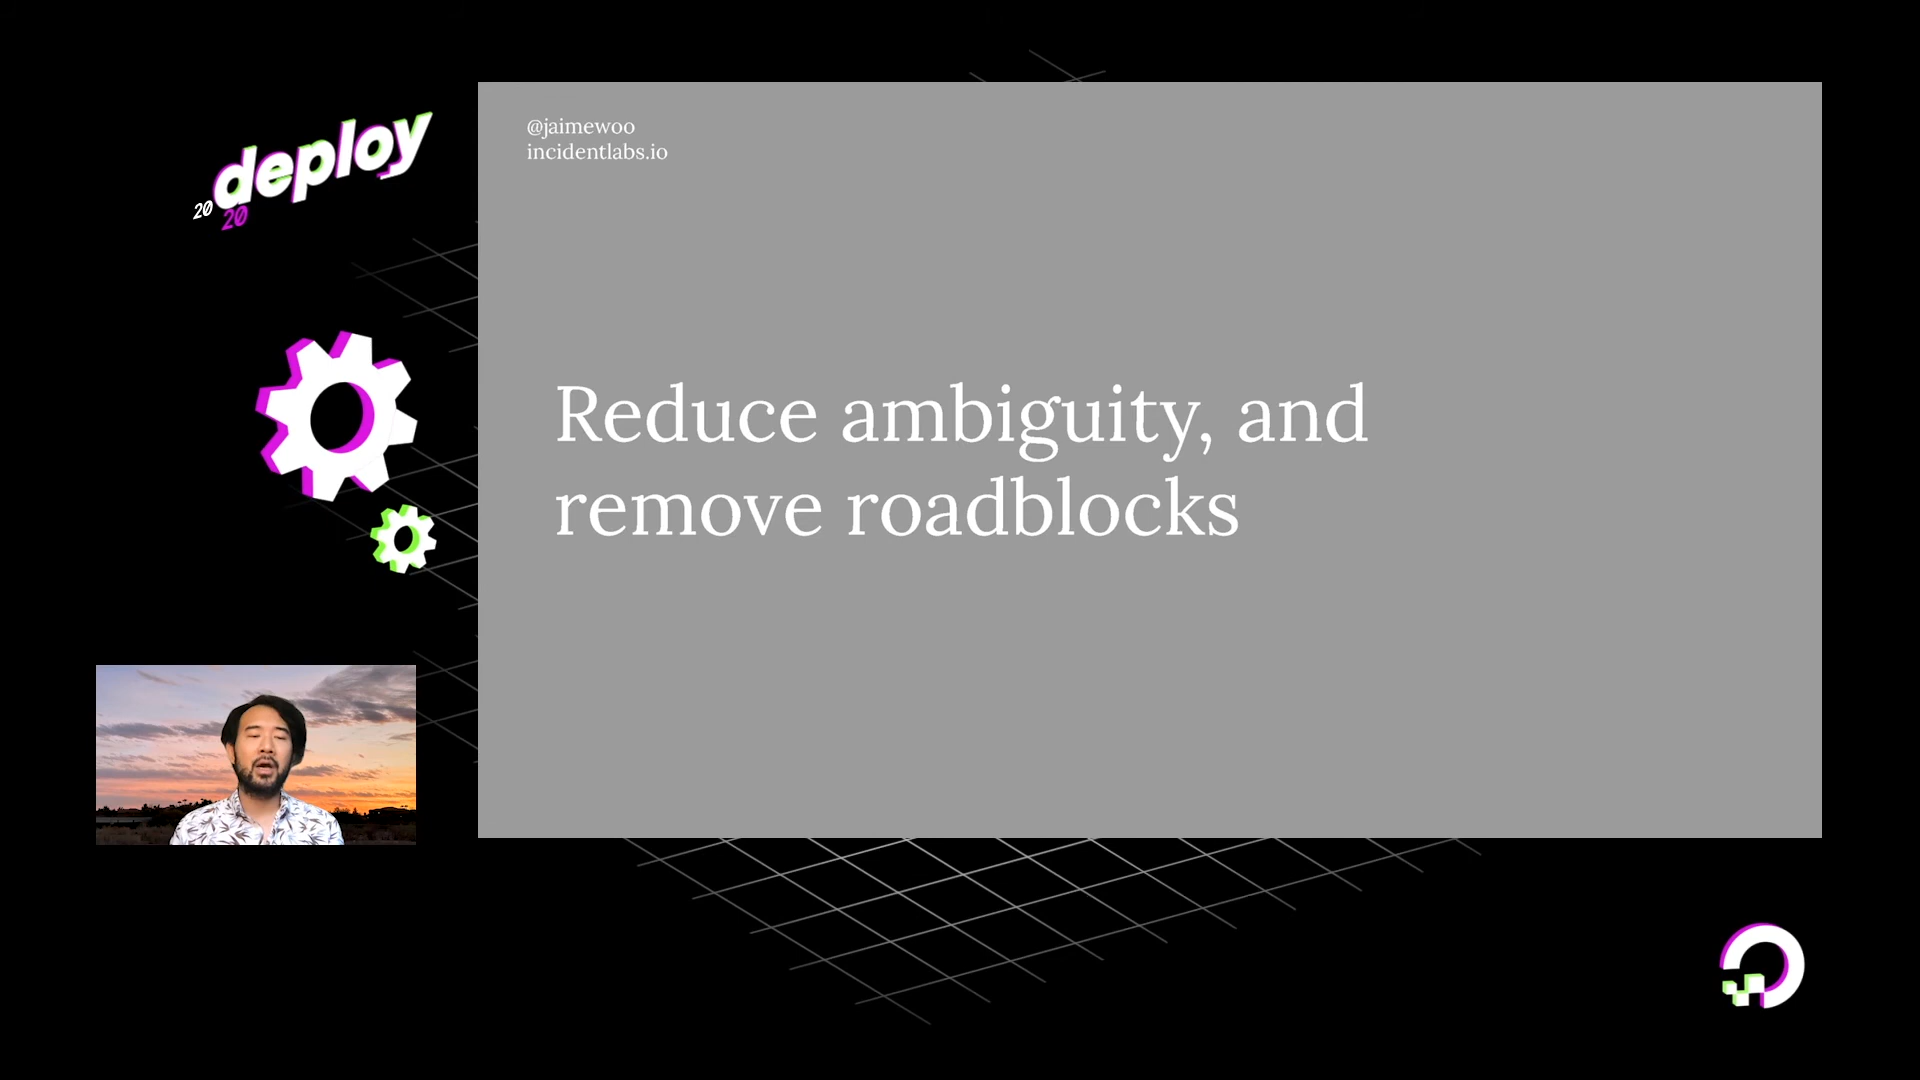 deploy
20
20
@jaimewoo
incidentlabs.io
Reduce ambiguity, and
remove roadblocks